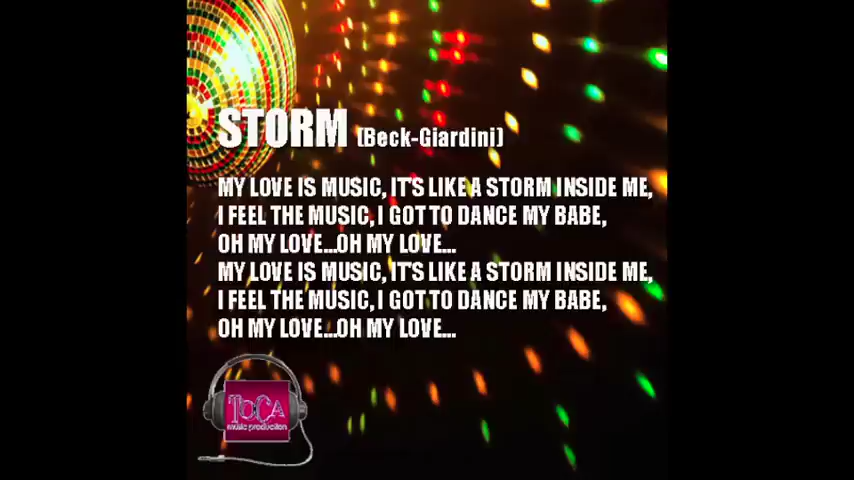 STORM (Beck-Giardini)
MY LOVE IS MUSIC, IT'S LIKE A STORM INSIDE ME,
I FEEL THE MUSIC, I GOT TO DANCE MY BABE,
OH MY LOVE...OH MY LOVE...
MY LOVE IS MUSIC, IT'S LIKE A STORM INSIDE ME,
I FEEL THE MUSIC, I GOT TO DANCE MY BABE,
OH MY LOVE...OH MY LOVE...
ToCA
music production